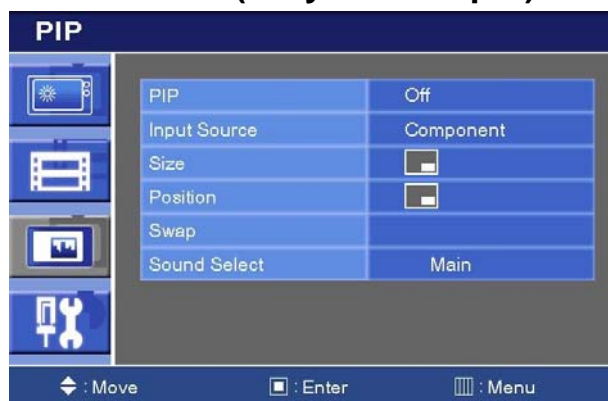 PIP
PIP Off
Input Source Component
Size
Position
Swap
Sound Select Main
: Move : Enter : Menu